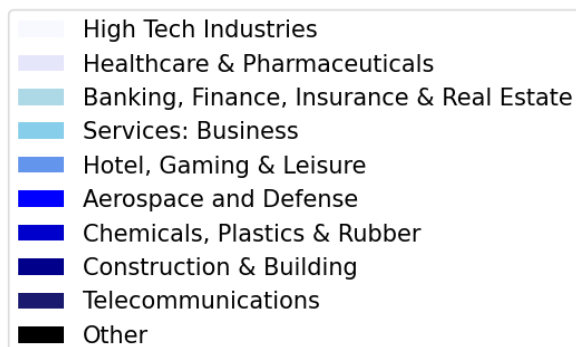 High Tech Industries
Healthcare & Pharmaceuticals
Banking, Finance, Insurance & Real Estate
Services: Business
Hotel, Gaming & Leisure
Aerospace and Defense
Chemicals, Plastics & Rubber
Construction & Building
Telecommunications
Other